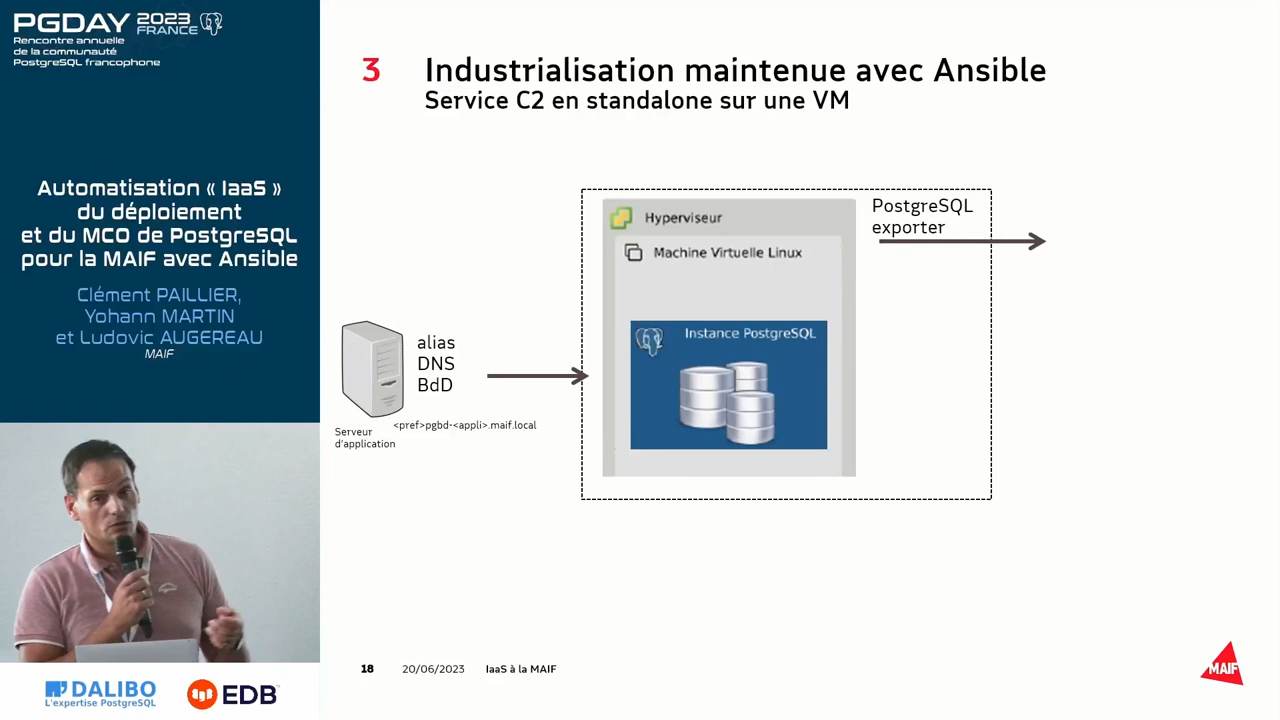 PGDAY 2023 FRANCE
Rencontre annuelle
de la communauté
PostgreSQL francophone
Automatisation « IaaS »
du déploiement
et du MCO de PostgreSQL
pour la MAIF avec Ansible
Clément PAILLIER,
Yohann MARTIN
et Ludovic AUGEREAU
MAIF
DALIBO
L'expertise PostgreSQL
EDB
3 Industrialisation maintenue avec Ansible
Service C2 en standalone sur une VM
Hyperviseur
Machine Virtuelle Linux
Instance PostgreSQL
PostgreSQL
exporter
alias
DNS
BdD
<pref>pgbd-<appli>.maif.local
Serveur
d'application
18 20/06/2023 IaaS à la MAIF
MAIF